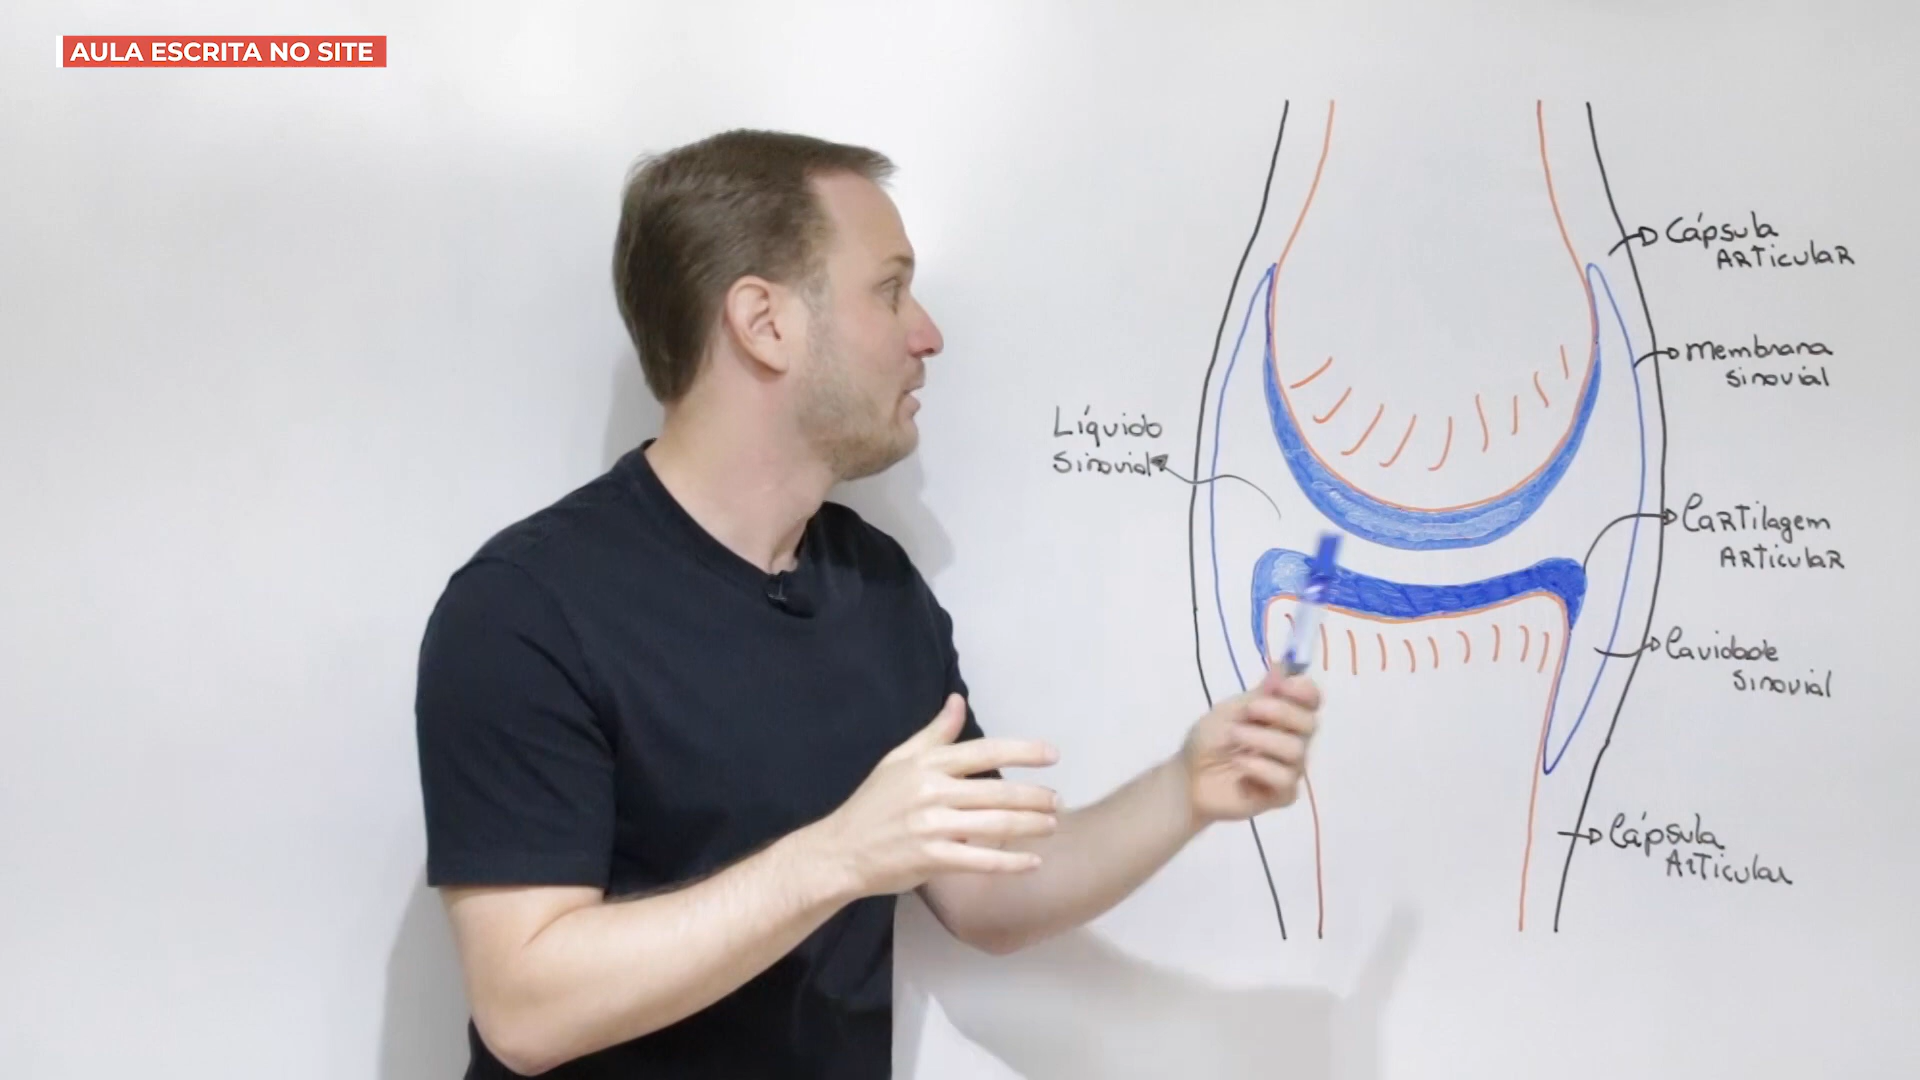 AULA ESCRITA NO SITE
Cápsula
Articular
Membrana
Sinovial
Líquido
Sinovial
Cartilagem
Articular
Cavidade
Sinovial
Cápsula
Articular